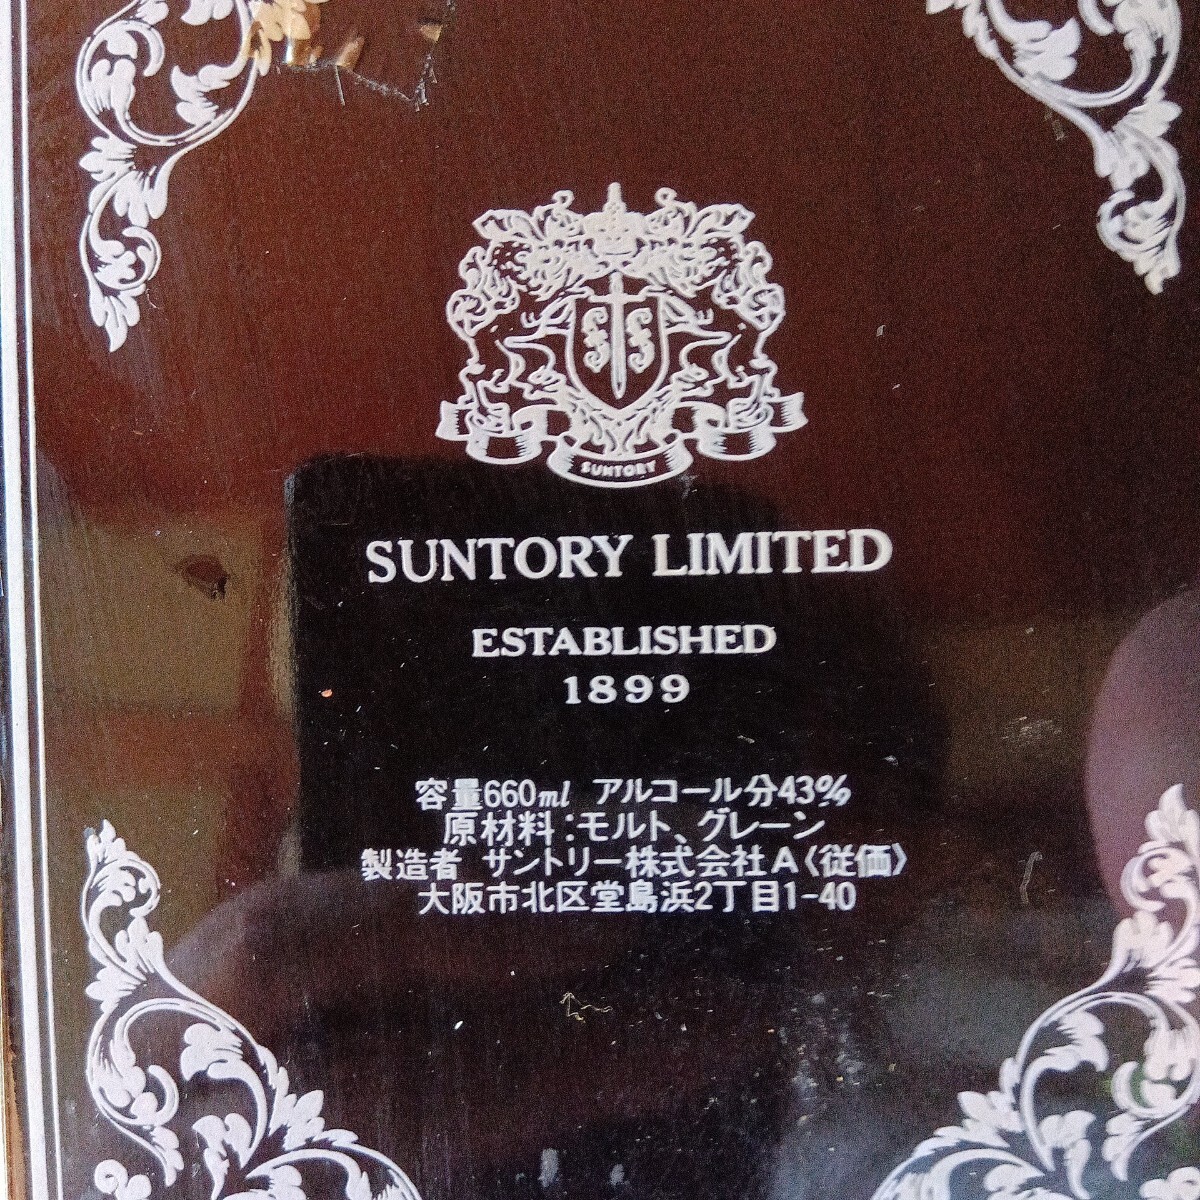 SUNTORY
SUNTORY LIMITED
ESTABLISHED
1899
容量660ml アルコール分43%
原材料:モルト、グレーン
製造者 サントリー株式会社A〈従価〉
大阪市北区堂島浜2丁目1-40